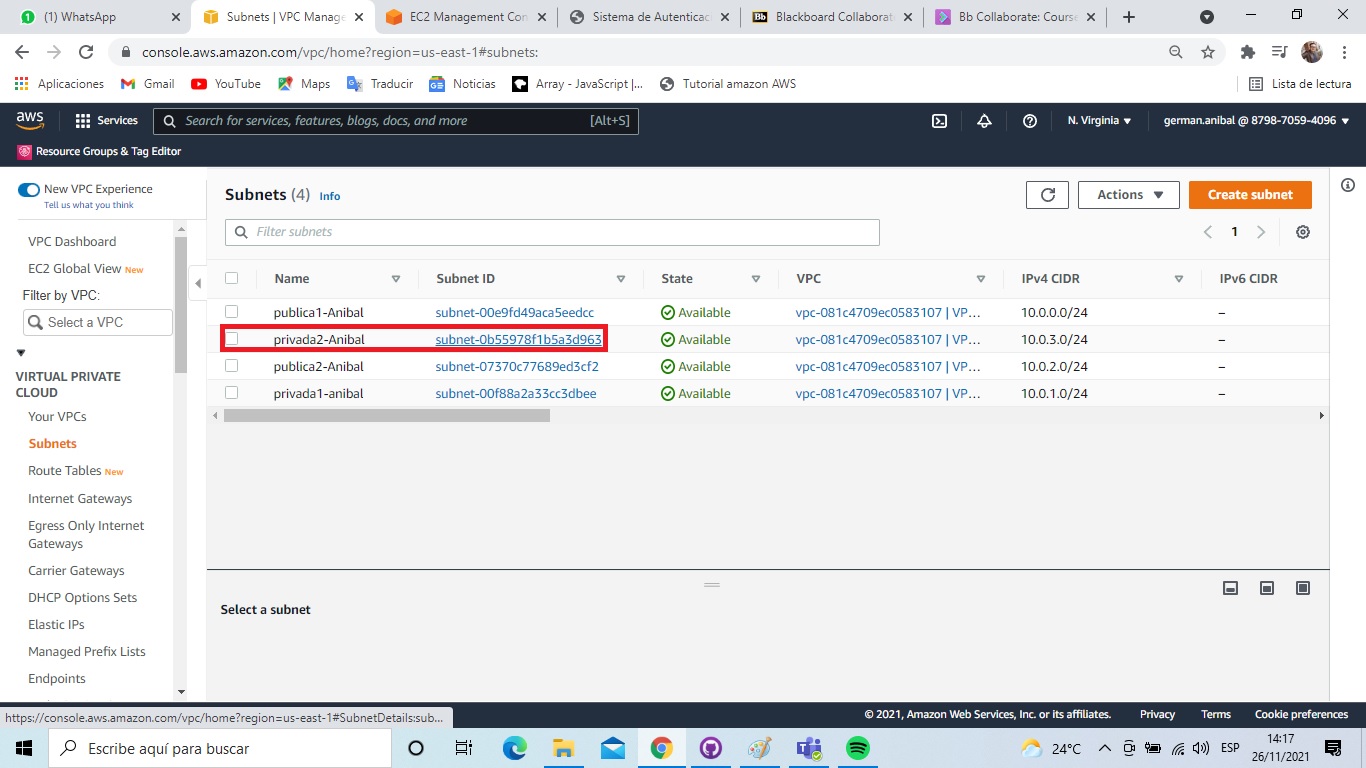 (1) WhatsApp
Subnets | VPC Manage
EC2 Management Con
Sistema de Autenticac
Bb Blackboard Collaborat
Bb Collaborate: Course
console.aws.amazon.com/vpc/home?region=us-east-1#subnets:
Aplicaciones Gmail YouTube Maps Traducir Noticias Array - JavaScript |... Tutorial amazon AWS Lista de lectura
aws Services Search for services, features, blogs, docs, and more [Alt+S] N. Virginia german.anibal @ 8798-7059-4096
Resource Groups & Tag Editor
New VPC Experience
Tell us what you think
VPC Dashboard
EC2 Global View New
Filter by VPC:
Select a VPC
VIRTUAL PRIVATE
CLOUD
Your VPCs
Subnets
Route Tables New
Internet Gateways
Egress Only Internet
Gateways
Carrier Gateways
DHCP Options Sets
Elastic IPs
Managed Prefix Lists
Endpoints
Subnets (4) Info
Actions
Create subnet
Filter subnets
1
Name Subnet ID State VPC IPv4 CIDR IPv6 CIDR
publica1-Anibal subnet-00e9fd49aca5eedcc Available vpc-081c4709ec0583107 | VP... 10.0.0.0/24 –
privada2-Anibal subnet-0b55978f1b5a3d963 Available vpc-081c4709ec0583107 | VP... 10.0.3.0/24 –
publica2-Anibal subnet-07370c77689ed3cf2 Available vpc-081c4709ec0583107 | VP... 10.0.2.0/24 –
privada1-anibal subnet-00f88a2a33cc3dbee Available vpc-081c4709ec0583107 | VP... 10.0.1.0/24 –
Select a subnet
https://console.aws.amazon.com/vpc/home?region=us-east-1#SubnetDetails:sub...
© 2021, Amazon Web Services, Inc. or its affiliates. Privacy Terms Cookie preferences
Escribe aquí para buscar
24°C
ESP
14:17
26/11/2021